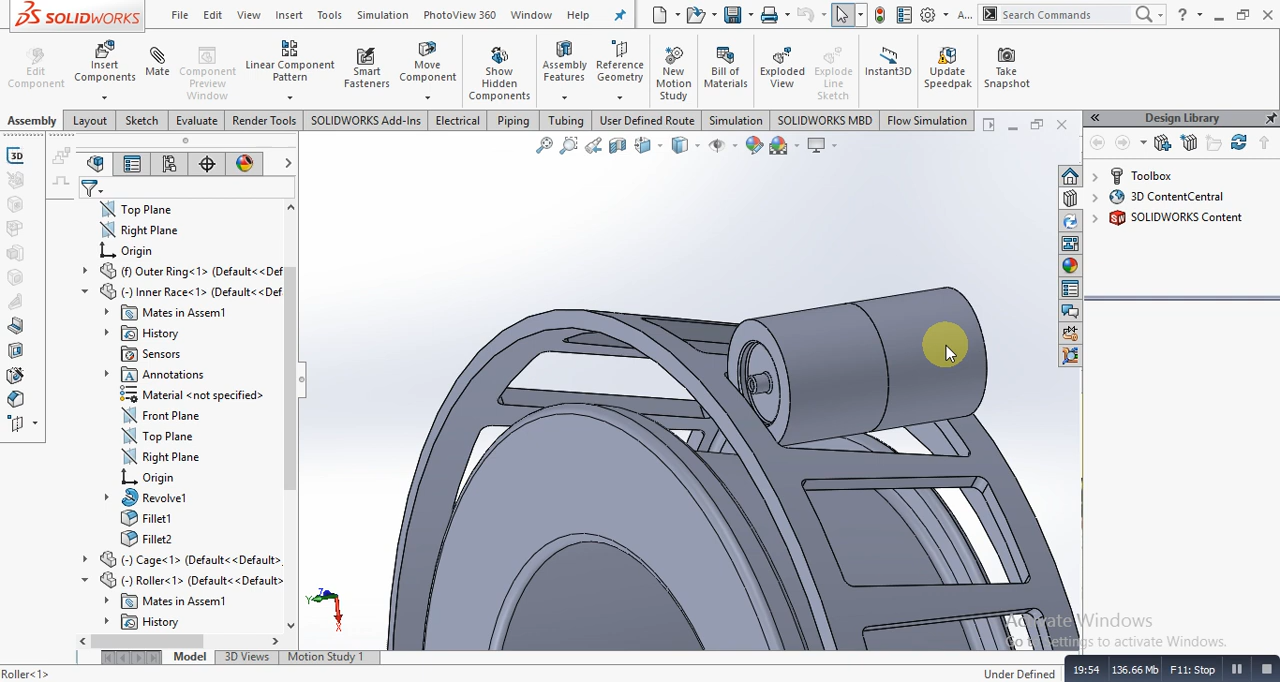 3S SOLIDWORKS
File Edit View Insert Tools Simulation PhotoView 360 Window Help
A...
Search Commands
?
Edit Component
Insert Components
Mate
Component Preview Window
Linear Component Pattern
Smart Fasteners
Move Component
Show Hidden Components
Assembly Features
Reference Geometry
New Motion Study
Bill of Materials
Exploded View
Explode Line Sketch
Instant3D
Update Speedpak
Take Snapshot
Assembly Layout Sketch Evaluate Render Tools SOLIDWORKS Add-Ins Electrical Piping Tubing User Defined Route Simulation SOLIDWORKS MBD Flow Simulation
Design Library
Toolbox
3D ContentCentral
SOLIDWORKS Content
3D
Top Plane
Right Plane
Origin
(f) Outer Ring<1> (Default<<Def
(-) Inner Race<1> (Default<<Def
Mates in Assem1
History
Sensors
Annotations
Material <not specified>
Front Plane
Top Plane
Right Plane
Origin
Revolve1
Fillet1
Fillet2
(-) Cage<1> (Default<<Default>
(-) Roller<1> (Default<<Default>
Mates in Assem1
History
Y Z
X
Activate Windows
Go to Settings to activate Windows.
Model 3D Views Motion Study 1
Roller<1>
Under Defined
19:54 136.66 Mb F11: Stop